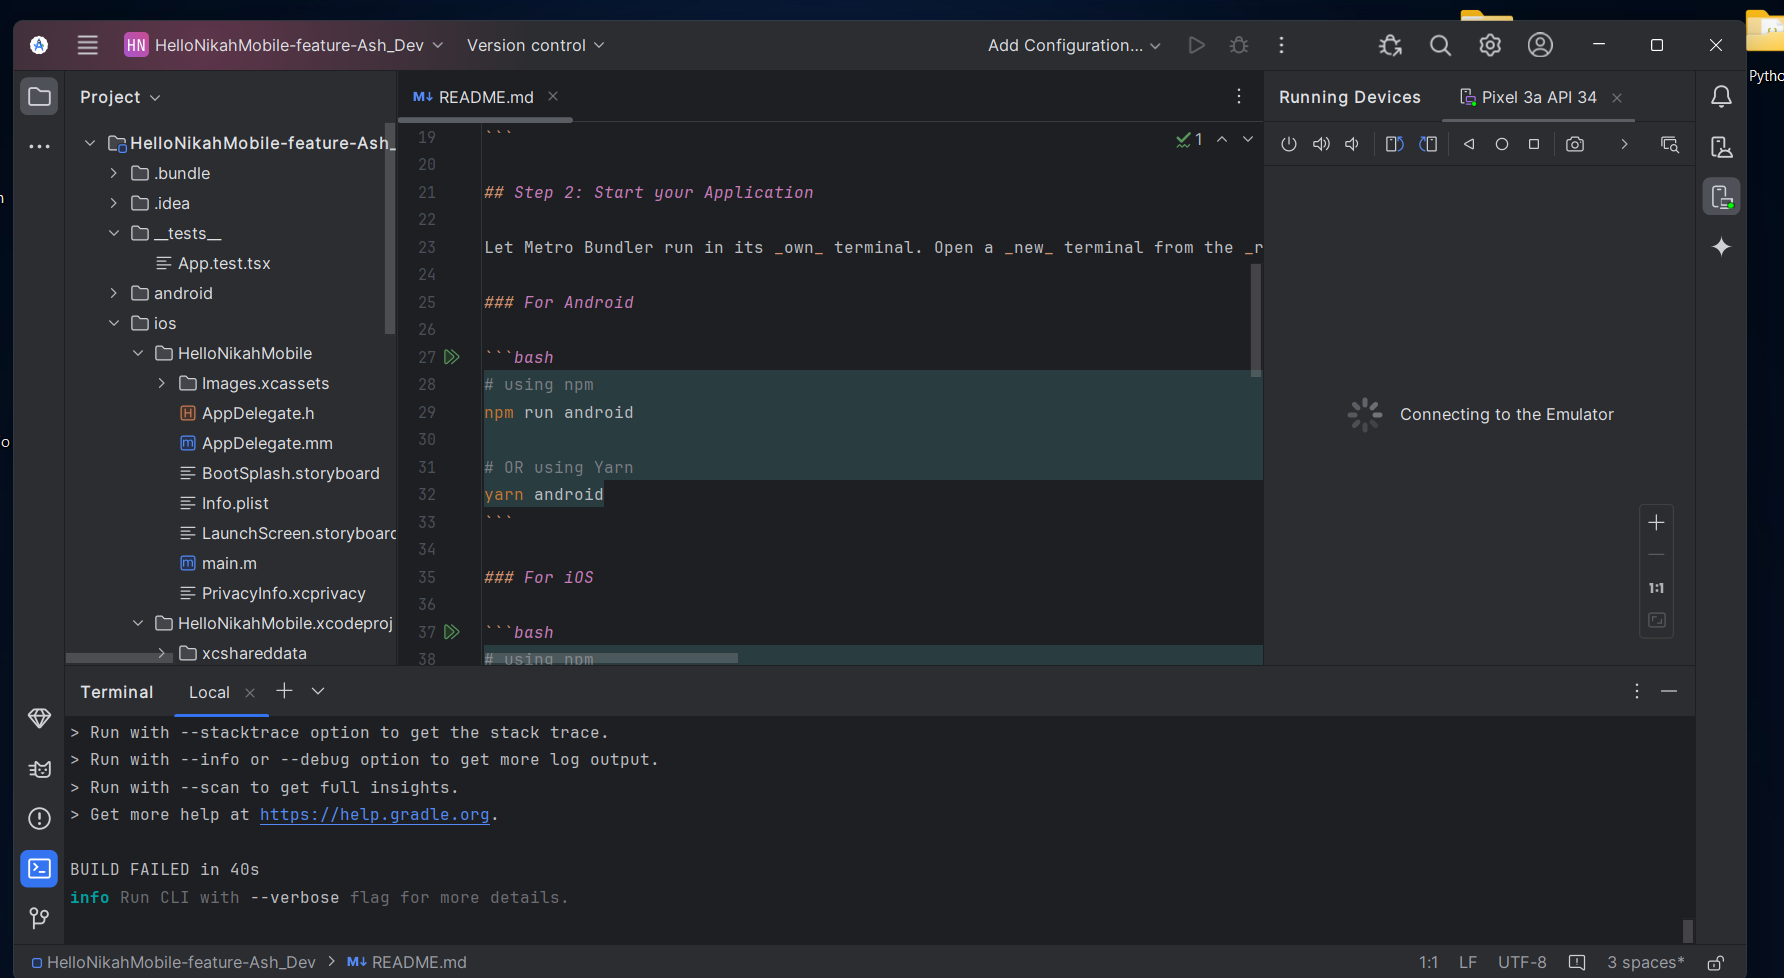 HN HelloNikahMobile-feature-Ash_Dev Version control Add Configuration...
Pytho
Project
README.md
Running Devices Pixel 3a API 34
HelloNikahMobile-feature-Ash_
.bundle
.idea
__tests__
App.test.tsx
android
ios
HelloNikahMobile
Images.xcassets
AppDelegate.h
AppDelegate.mm
BootSplash.storyboard
Info.plist
LaunchScreen.storyboard
main.m
PrivacyInfo.xcprivacy
HelloNikahMobile.xcodeproj
xcshareddata
19 ```
1
20
21 ## Step 2: Start your Application
22
23 Let Metro Bundler run in its _own_ terminal. Open a _new_ terminal from the _r
24
25 ### For Android
26
27 ```bash
28 # using npm
29 npm run android
30
31 # OR using Yarn
32 yarn android
33 ```
34
35 ### For iOS
36
37 ```bash
38 # using npm
Connecting to the Emulator
1:1
Terminal Local
> Run with --stacktrace option to get the stack trace.
> Run with --info or --debug option to get more log output.
> Run with --scan to get full insights.
> Get more help at https://help.gradle.org.
BUILD FAILED in 40s
info Run CLI with --verbose flag for more details.
HelloNikahMobile-feature-Ash_Dev > README.md
1:1 LF UTF-8 3 spaces*